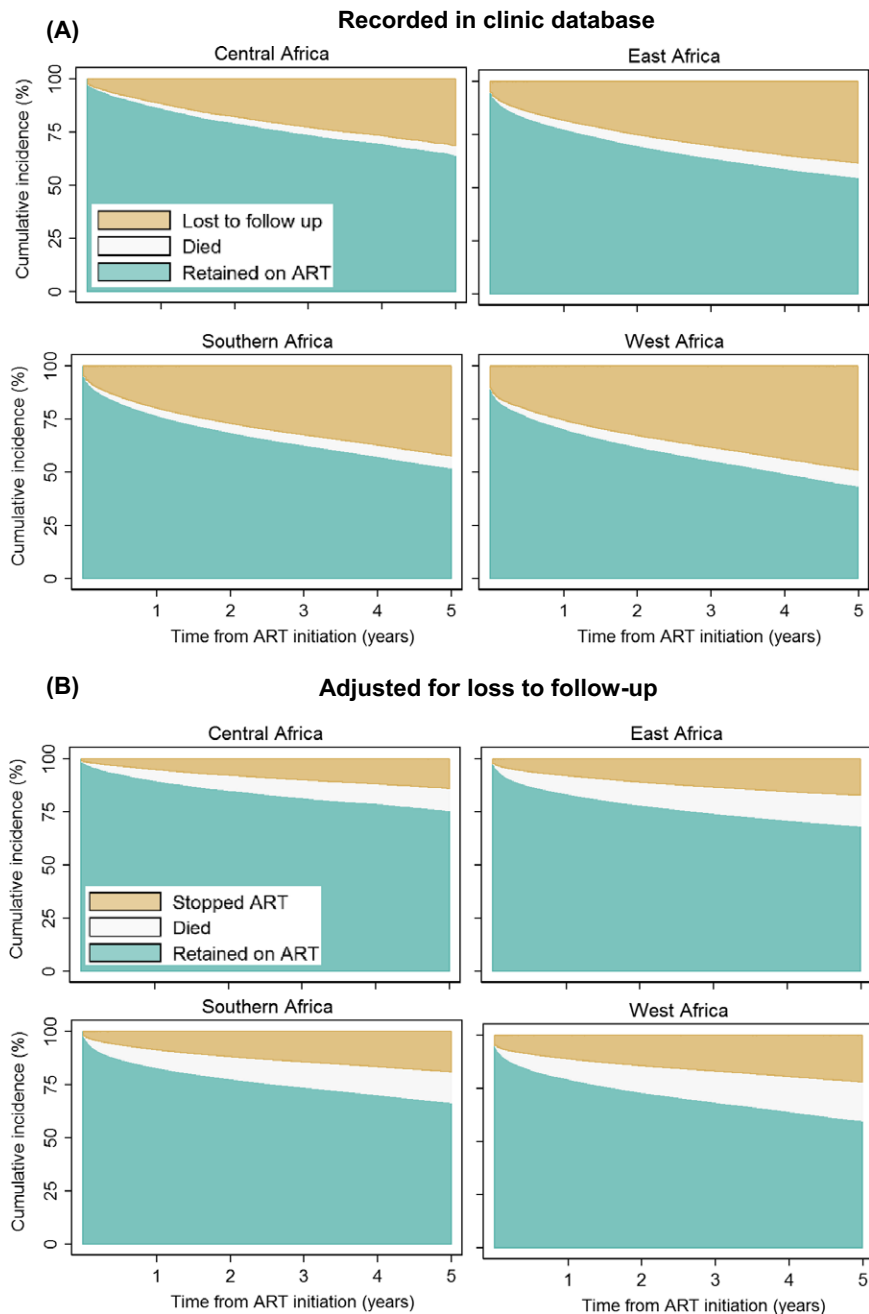 (A)
Recorded in clinic database
Central Africa
East Africa
Cumulative incidence (%)
100
75
50
25
0
Lost to follow up
Died
Retained on ART
Southern Africa
West Africa
Cumulative incidence (%)
100
75
50
25
0
1 2 3 4 5
1 2 3 4 5
Time from ART initiation (years)
Time from ART initiation (years)
(B)
Adjusted for loss to follow-up
Central Africa
East Africa
Cumulative incidence (%)
100
75
50
25
0
Stopped ART
Died
Retained on ART
Southern Africa
West Africa
Cumulative incidence (%)
100
75
50
25
0
1 2 3 4 5
1 2 3 4 5
Time from ART initiation (years)
Time from ART initiation (years)